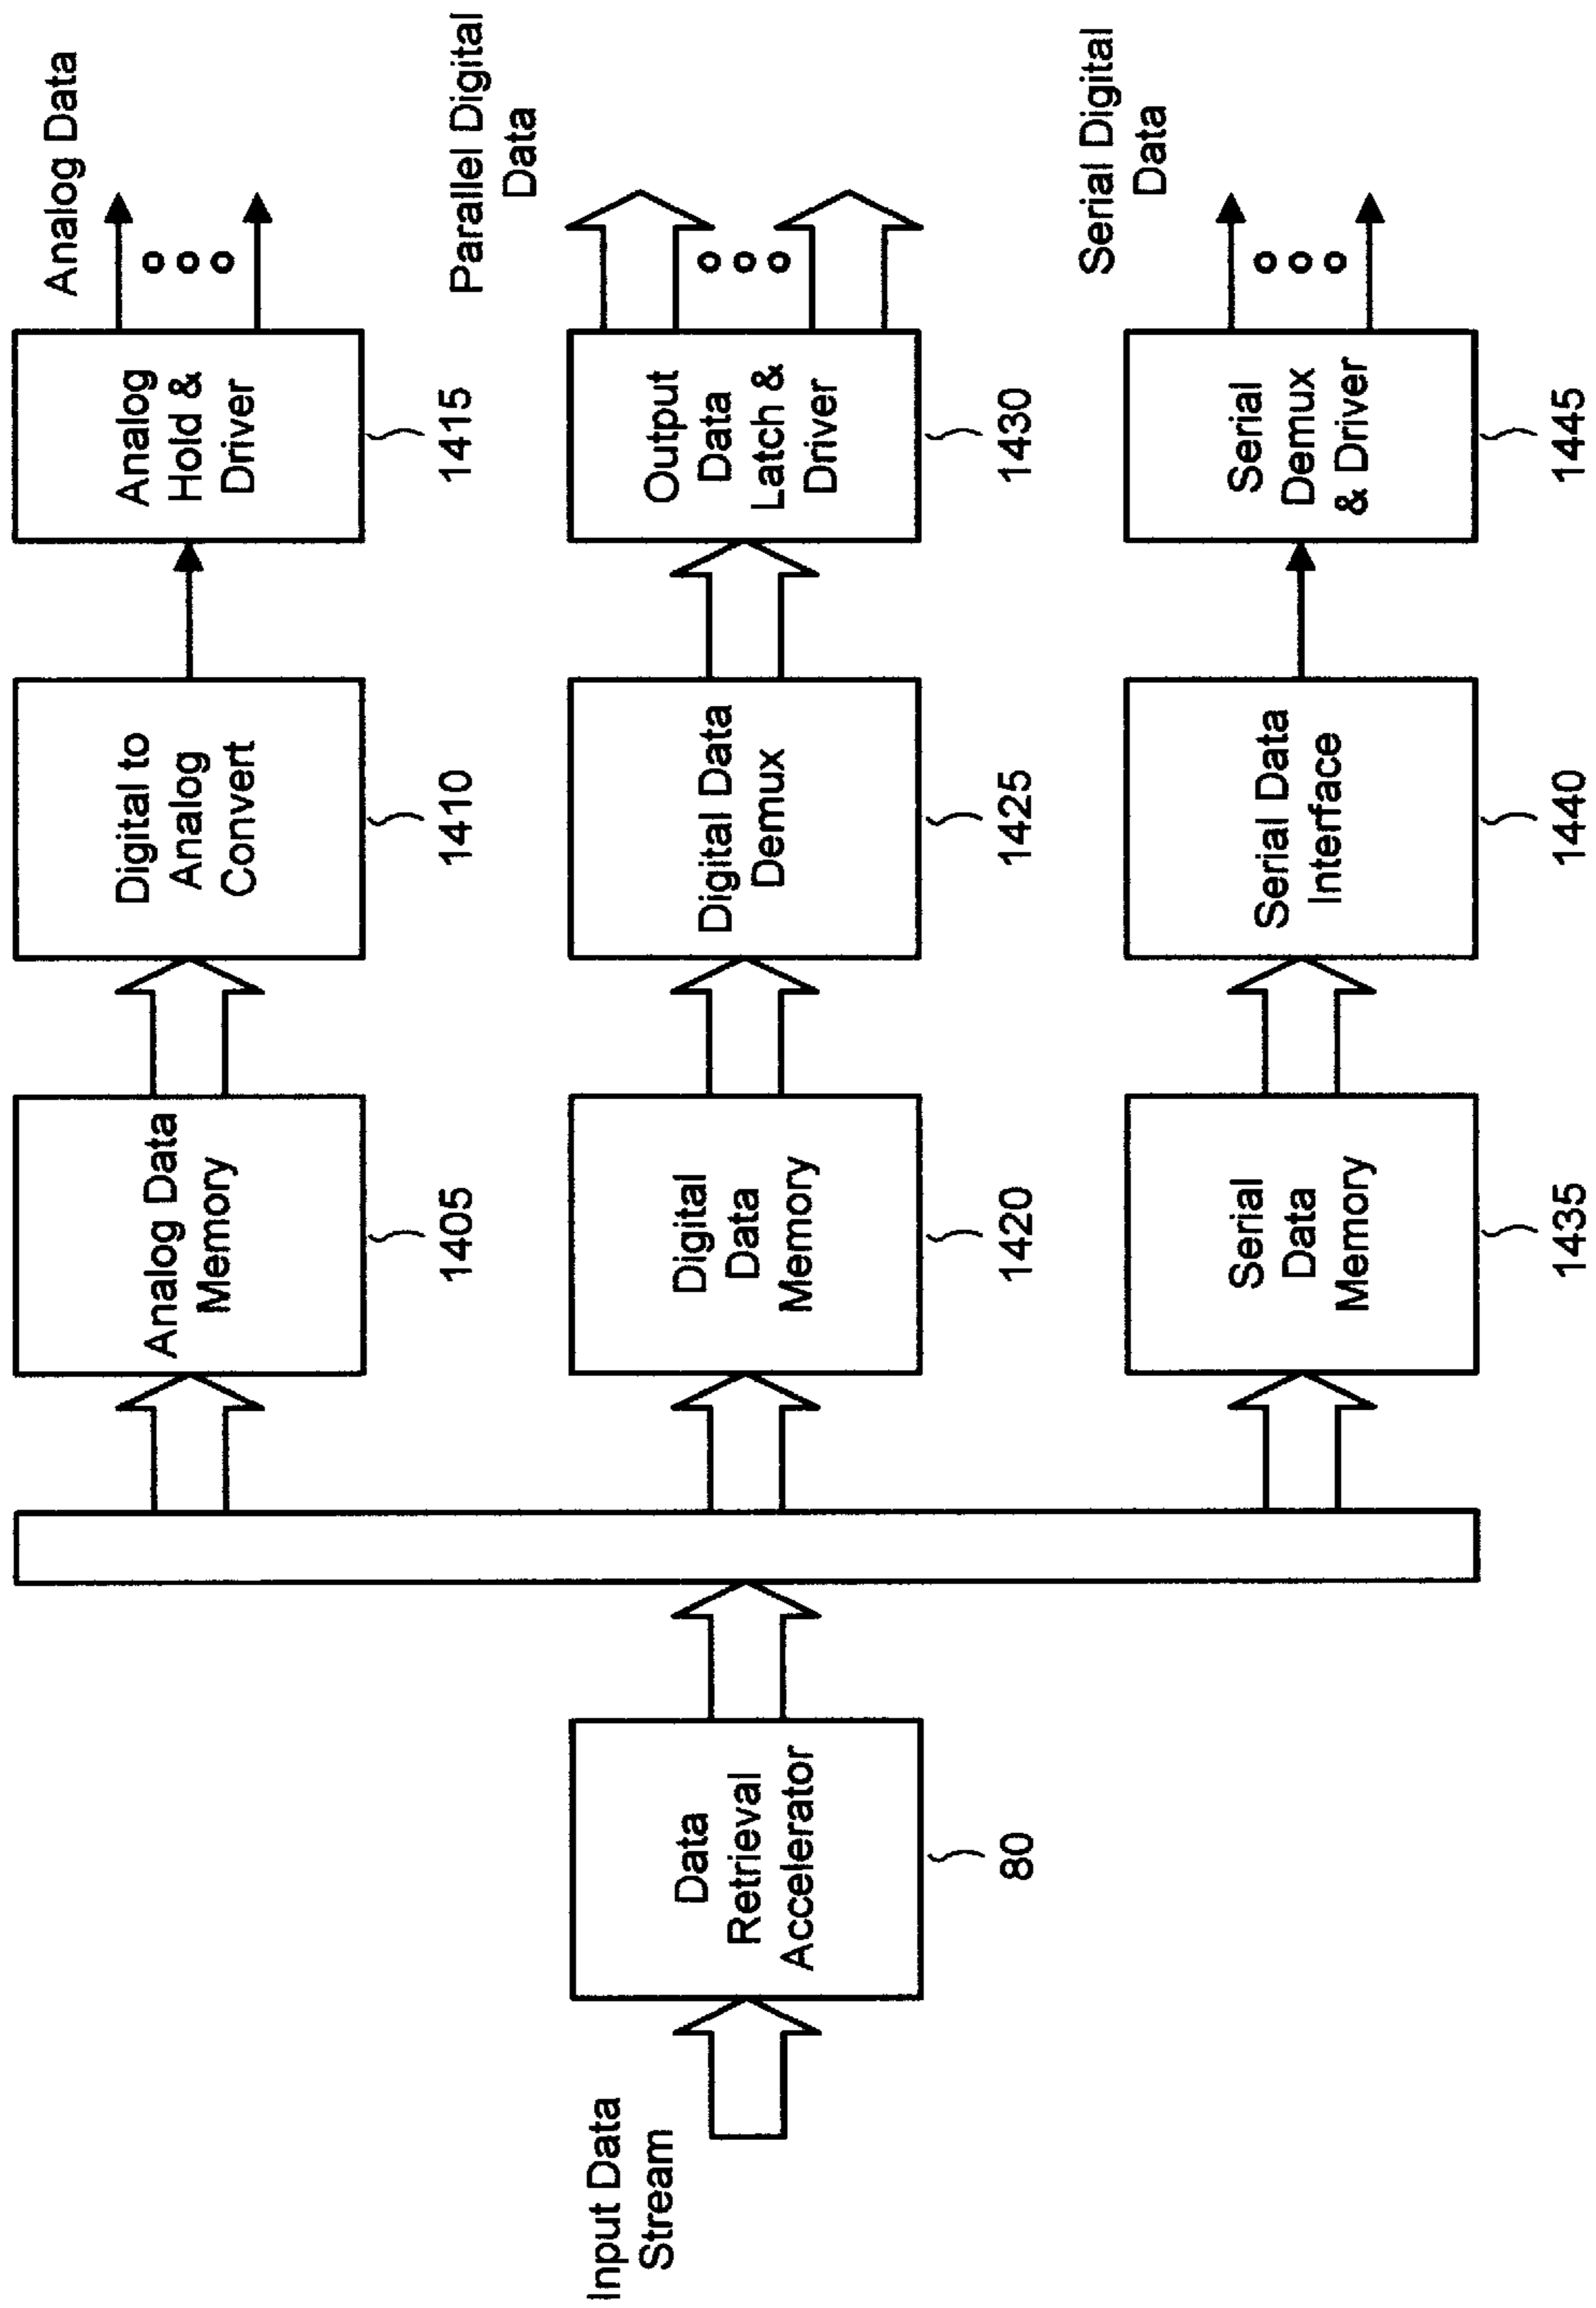 Input Data
Stream
Data
Retrieval
Accelerator
80
Analog Data
Memory
1405
Digital to
Analog
Convert
1410
Analog
Hold &
Driver
1415
Analog Data
Digital
Data
Memory
1420
Digital Data
Demux
1425
Output
Data
Latch &
Driver
1430
Parallel Digital
Data
Serial
Data
Memory
1435
Serial Data
Interface
1440
Serial
Demux
& Driver
1445
Serial Digital
Data